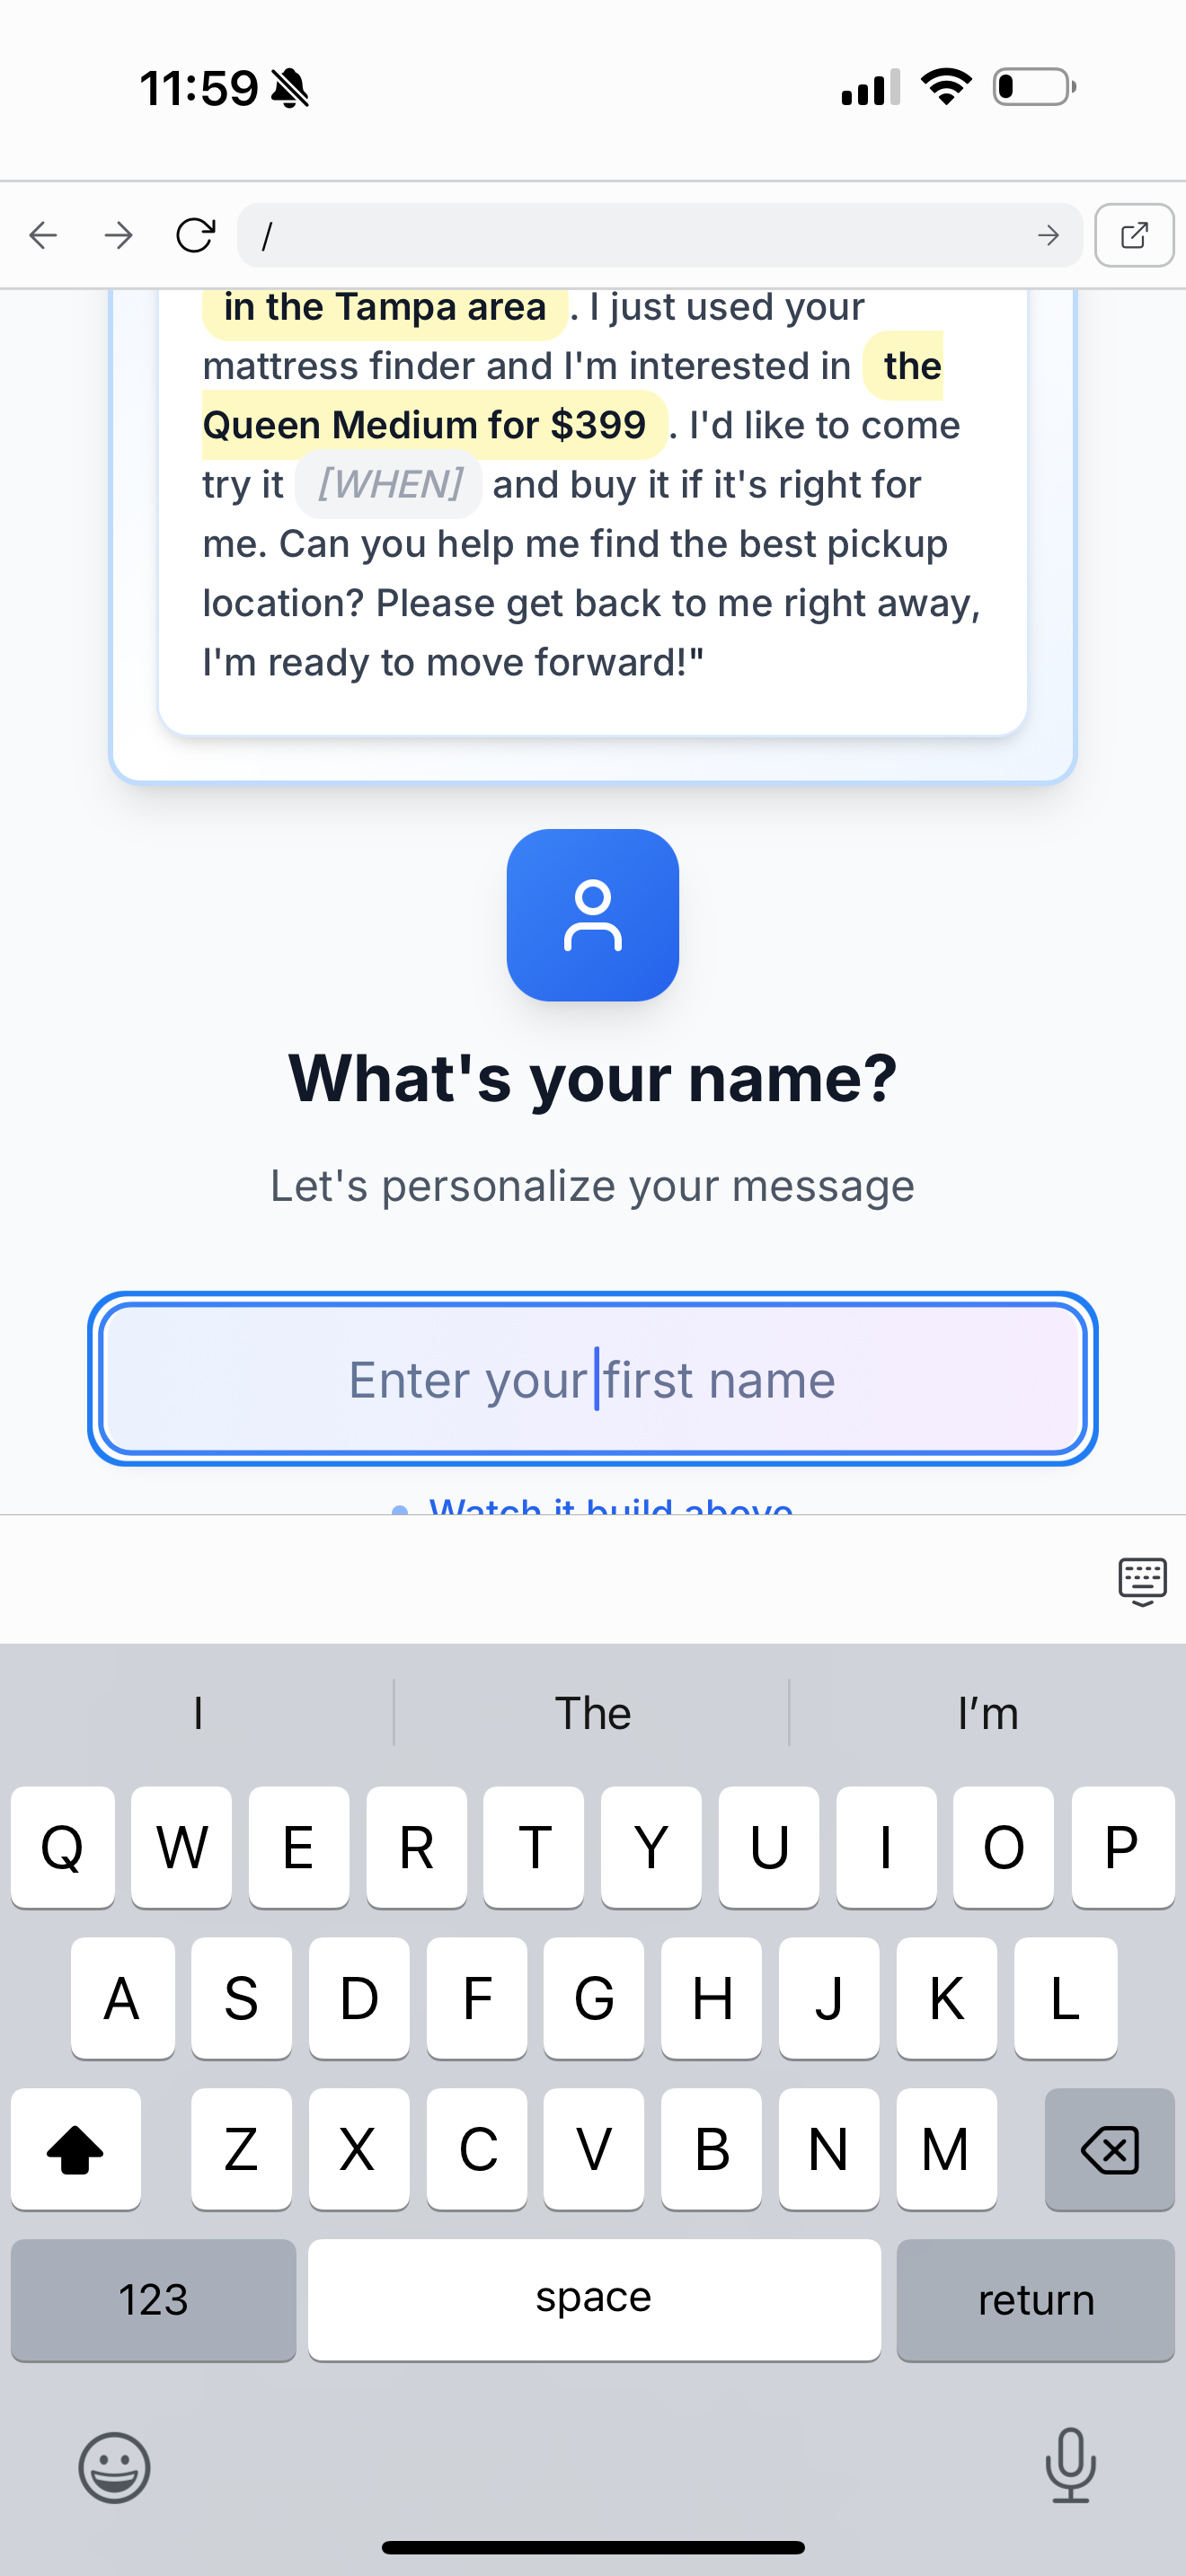 11:59
/
in the Tampa area . I just used your
mattress finder and I'm interested in the
Queen Medium for $399 . I'd like to come
try it [WHEN] and buy it if it's right for
me. Can you help me find the best pickup
location? Please get back to me right away,
I'm ready to move forward!"
What's your name?
Let's personalize your message
Enter your first name
Watch it build above
I The I’m
Q W E R T Y U I O P
A S D F G H J K L
Z X C V B N M
123 space return